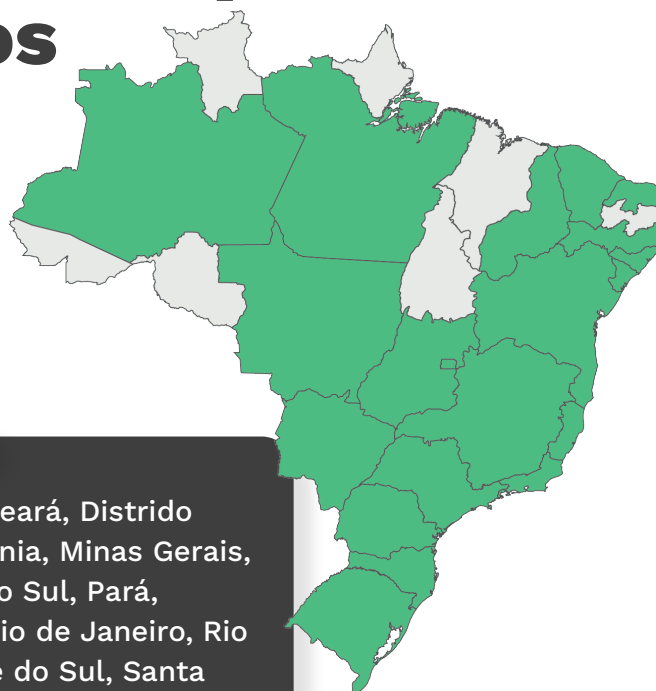 os
eará, Distrido
nia, Minas Gerais,
o Sul, Pará,
io de Janeiro, Rio
e do Sul, Santa